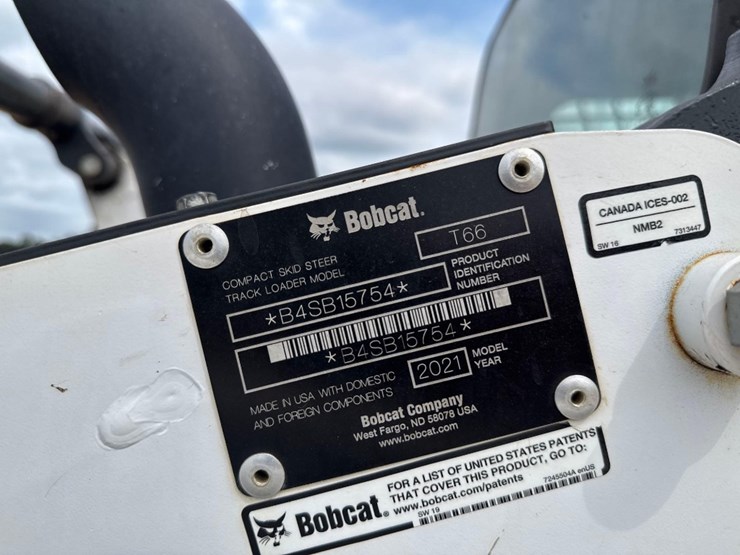 Bobcat.
COMPACT SKID STEER
TRACK LOADER MODEL
T66
PRODUCT
IDENTIFICATION
NUMBER
*B4SB15754*
*B4SB15754*
MADE IN USA WITH DOMESTIC
AND FOREIGN COMPONENTS
2021
MODEL
YEAR
Bobcat Company
West Fargo, ND 58078 USA
www.bobcat.com
CANADA ICES-002
NMB2
SW 16
7313447
Bobcat.
FOR A LIST OF UNITED STATES PATENTS
THAT COVER THIS PRODUCT, GO TO:
www.bobcat.com/patents
7245504A enUS
SW 19